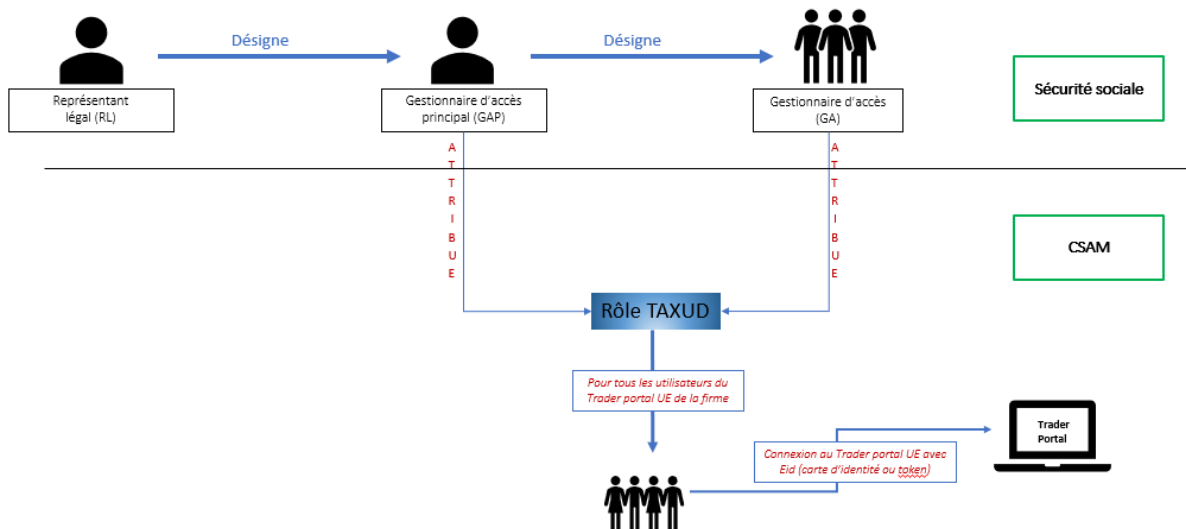 Désigne
Désigne
Représentant
légal (RL)
Gestionnaire d'accès
principal (GAP)
Gestionnaire d'accès
(GA)
Sécurité sociale
ATTRIBUE
ATTRIBUE
CSAM
Rôle TAXUD
Pour tous les utilisateurs du
Trader portal UE de la firme
Trader
Portal
Connexion au Trader portal UE avec
Eid (carte d'identité ou token)